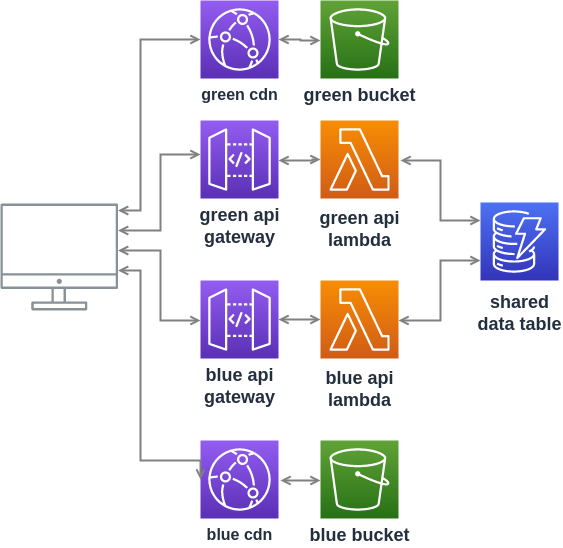 green cdn
green bucket
green api
gateway
green api
lambda
shared
data table
blue api
gateway
blue api
lambda
blue cdn
blue bucket